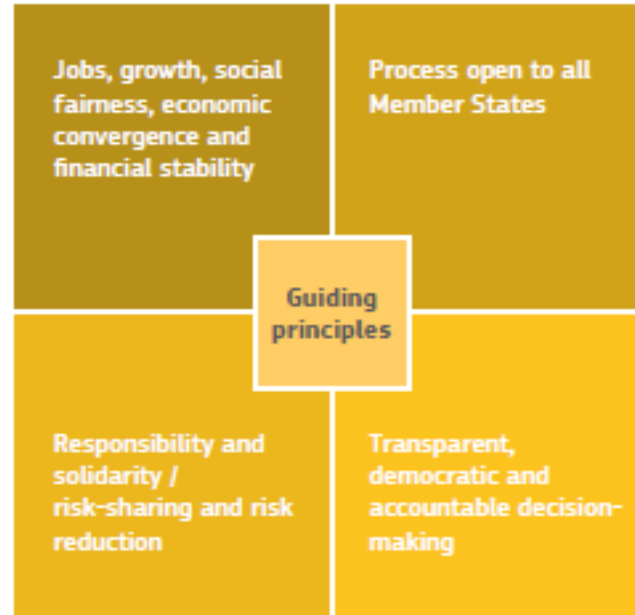 Jobs, growth, social
fairness, economic
convergence and
financial stability
Process open to all
Member States
Guiding
principles
Responsibility and
solidarity /
risk-sharing and risk
reduction
Transparent,
democratic and
accountable decision-
making